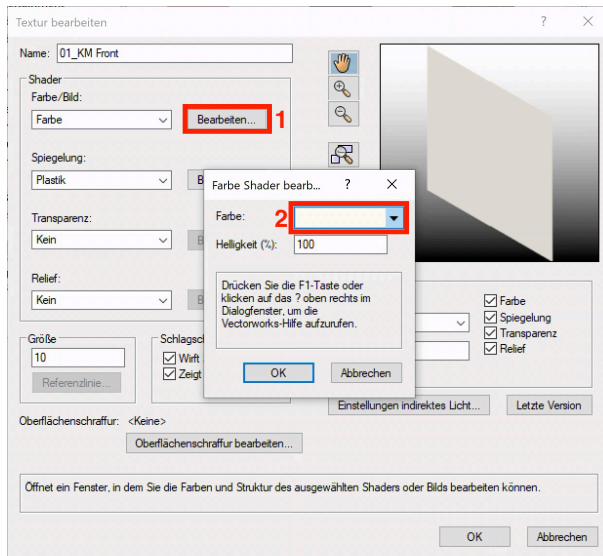 Textur bearbeiten
Name: 01_KM Front
Shader
Farbe/Bild:
Farbe
Bearbeiten... 1
Spiegelung:
Plastik
Transparenz:
Kein
Relief:
Kein
Farbe Shader bearb... ?
Farbe: 2
Helligkeit (%): 100
Drücken Sie die F1-Taste oder
klicken auf das ? oben rechts im
Dialogfenster, um die
Vectorworks-Hilfe aufzurufen.
OK Abbrechen
Farbe
Spiegelung
Transparenz
Relief
Größe
10
Referenzlinie...
Wirft
Zeigt
Einstellungen indirektes Licht... Letzte Version
Oberflächenschraffur: <Keine>
Oberflächenschraffur bearbeiten...
Öffnet ein Fenster, in dem Sie die Farben und Struktur des ausgewählten Shaders oder Bilds bearbeiten können.
OK Abbrechen